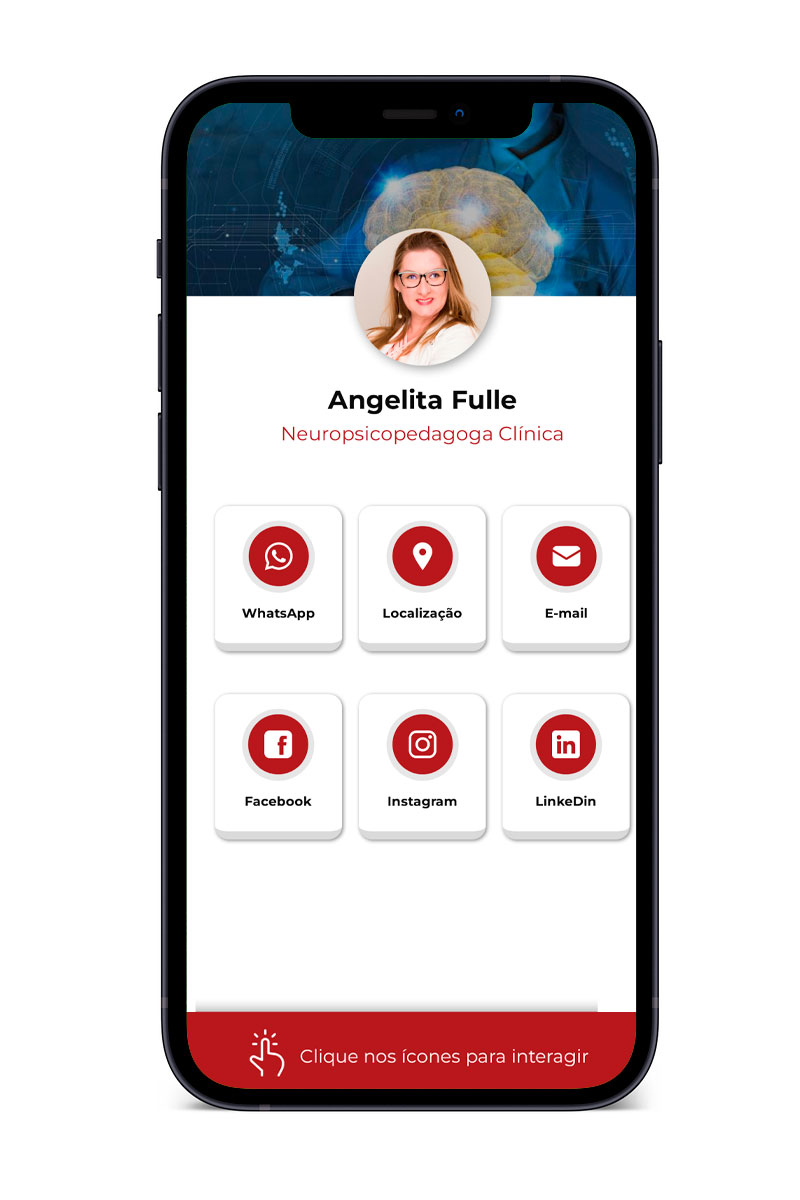 Angelita Fulle
Neuropsicopedagoga Clínica
WhatsApp
Localização
E-mail
Facebook
Instagram
LinkeDin
Clique nos ícones para interagir